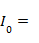 I₀ =